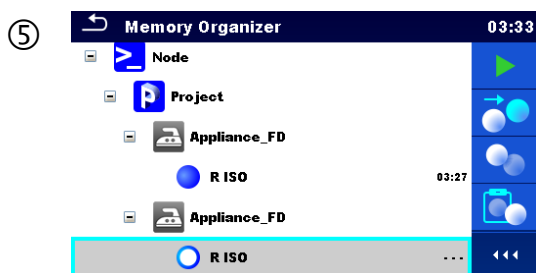 ⑤
Memory Organizer 03:33
Node
Project
Appliance_FD
R ISO 03:27
Appliance_FD
R ISO ---